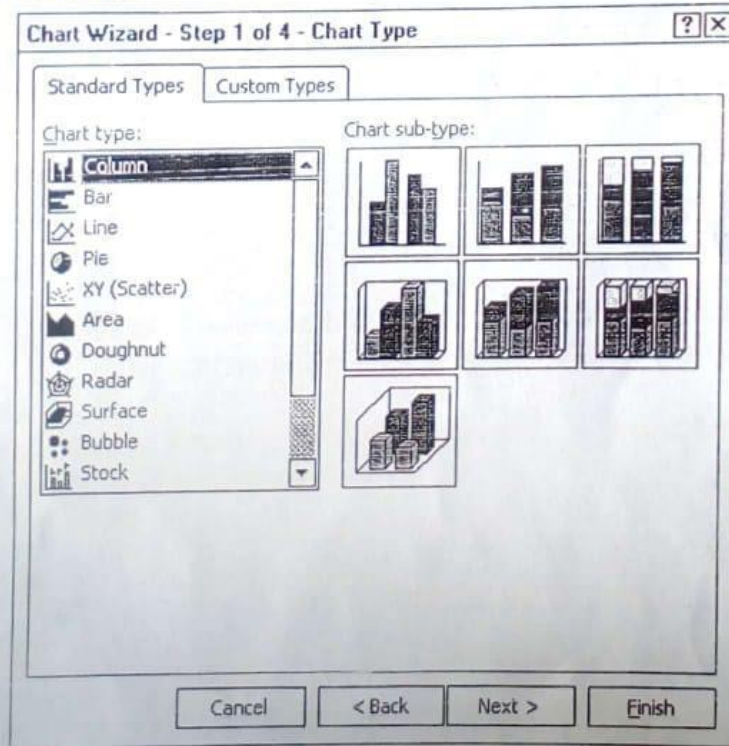 Chart Wizard - Step 1 of 4 - Chart Type
Standard Types
Custom Types
Chart type:
Chart sub-type:
Column
Bar
Line
Pie
XY (Scatter)
Area
Doughnut
Radar
Surface
Bubble
Stock
Cancel
< Back
Next >
Finish